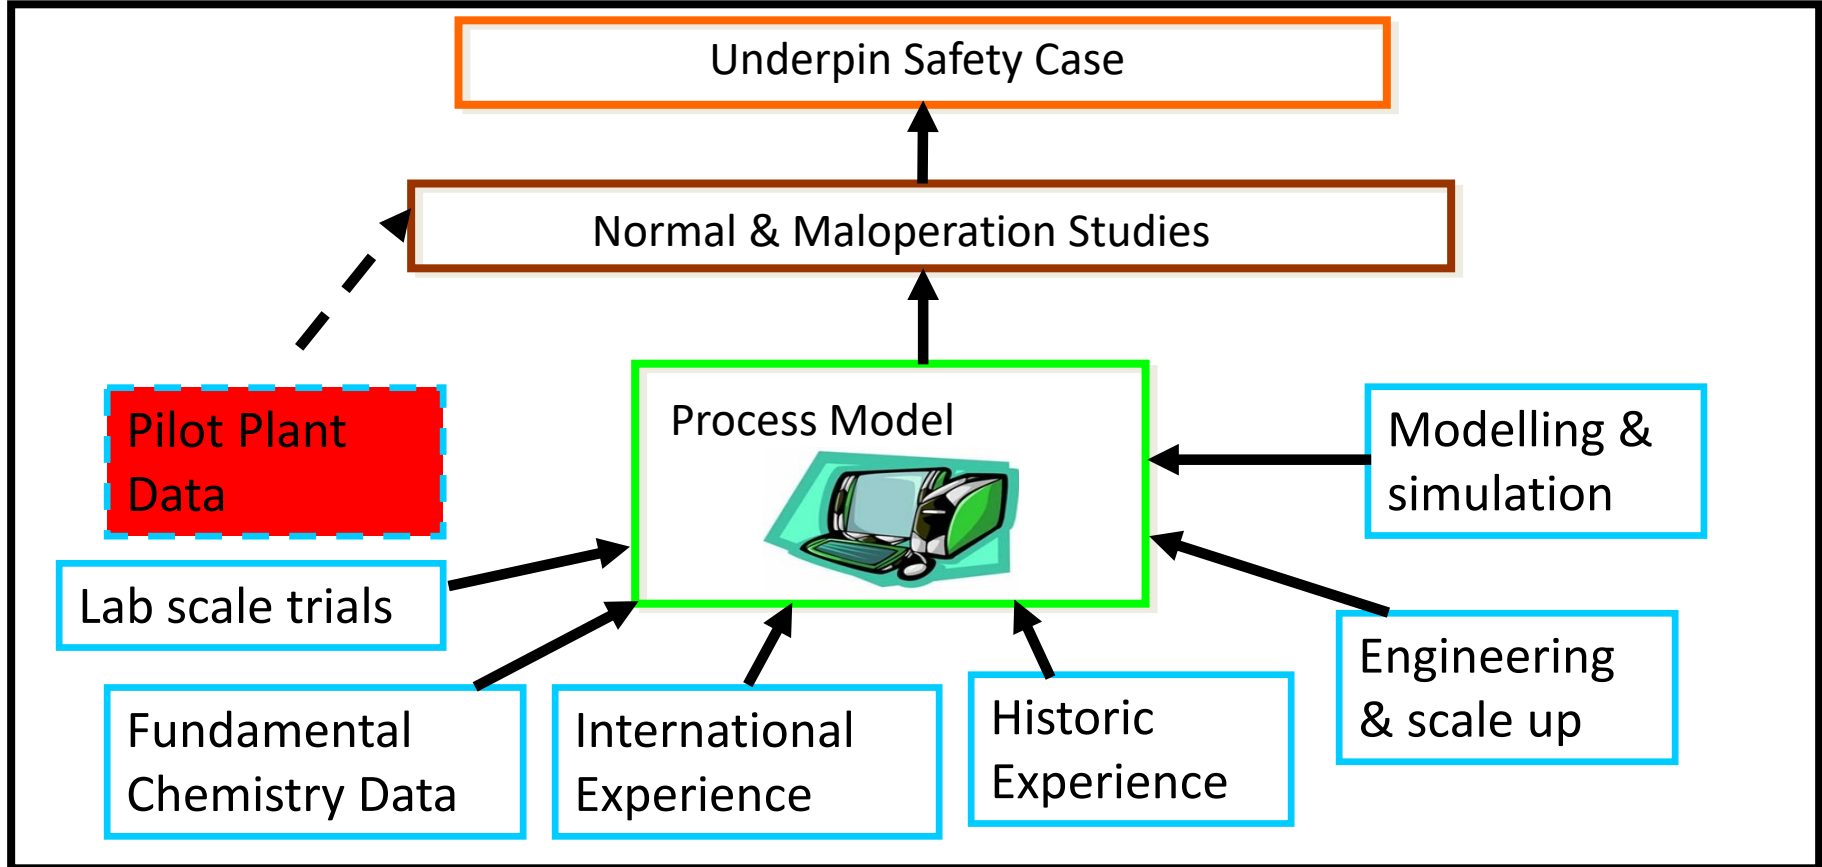 Underpin Safety Case
Normal & Maloperation Studies
Pilot Plant
Data
Process Model
Modelling &
simulation
Lab scale trials
Engineering
& scale up
Fundamental
Chemistry Data
International
Experience
Historic
Experience